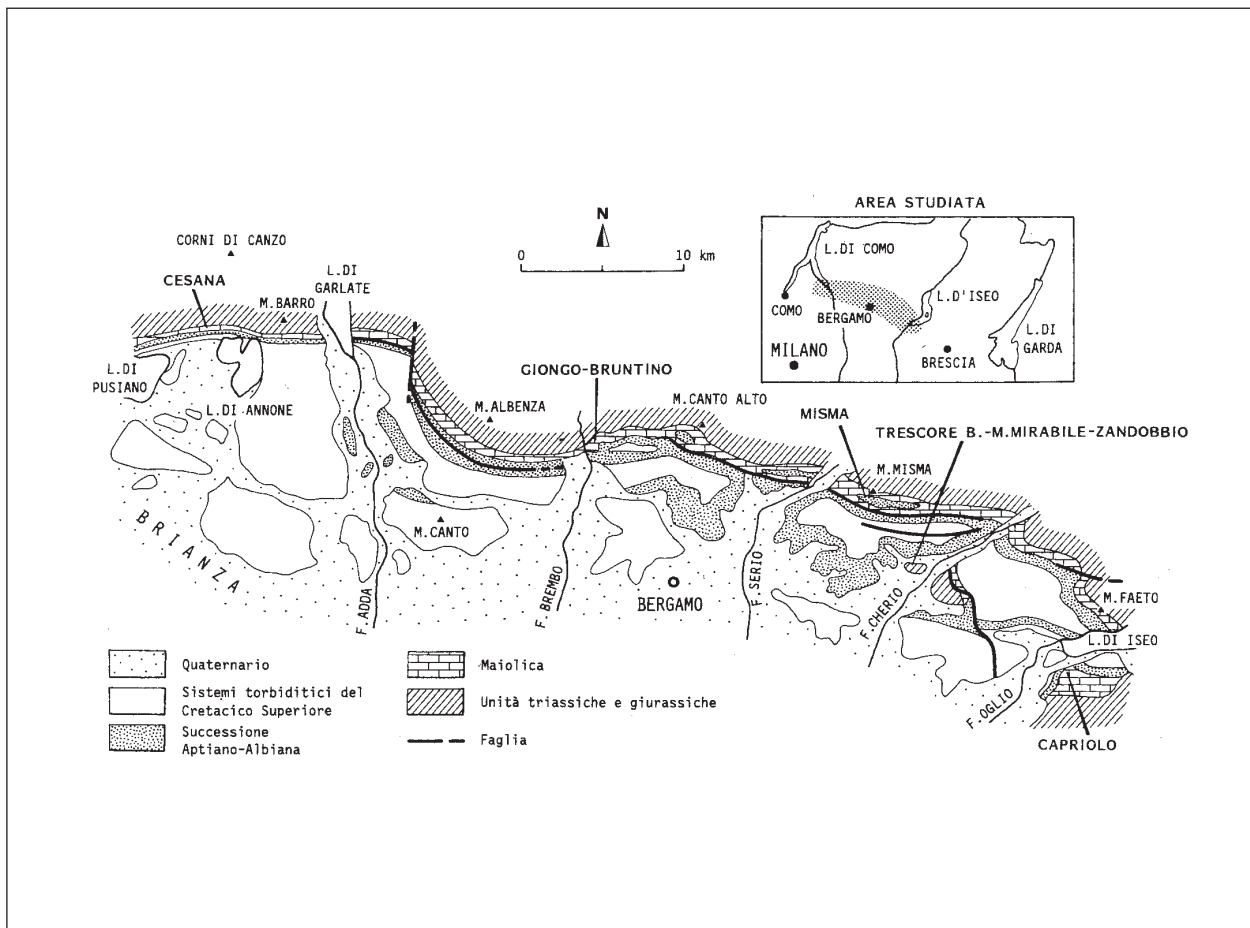 AREA STUDIATA
L.DI COMO
COMO
BERGAMO
L.D'ISEO
MILANO
BRESCIA
L.DI
GARDA
N
0
10 km
CORNI DI CANZO
CESANA
M.BARRO
L.DI
GARLATE
L.DI
PUSIANO
L.DI ANNONE
M.ALBENZA
GIONGO-BRUNTINO
M.CANTO ALTO
MISMA
TRESCORE B.-M.MIRABILE-ZANDOBBIO
M.MISMA
BRIANZA
M.CANTO
F.ADDA
F.BREMBO
BERGAMO
F.SERIO
F.CHERIO
M.FAETO
L.DI ISEO
F.OGLIO
CAPRIOLO
Quaternario
Sistemi torbiditici del
Cretacico Superiore
Successione
Aptiano-Albiana
Maiolica
Unità triassiche e giurassiche
Faglia